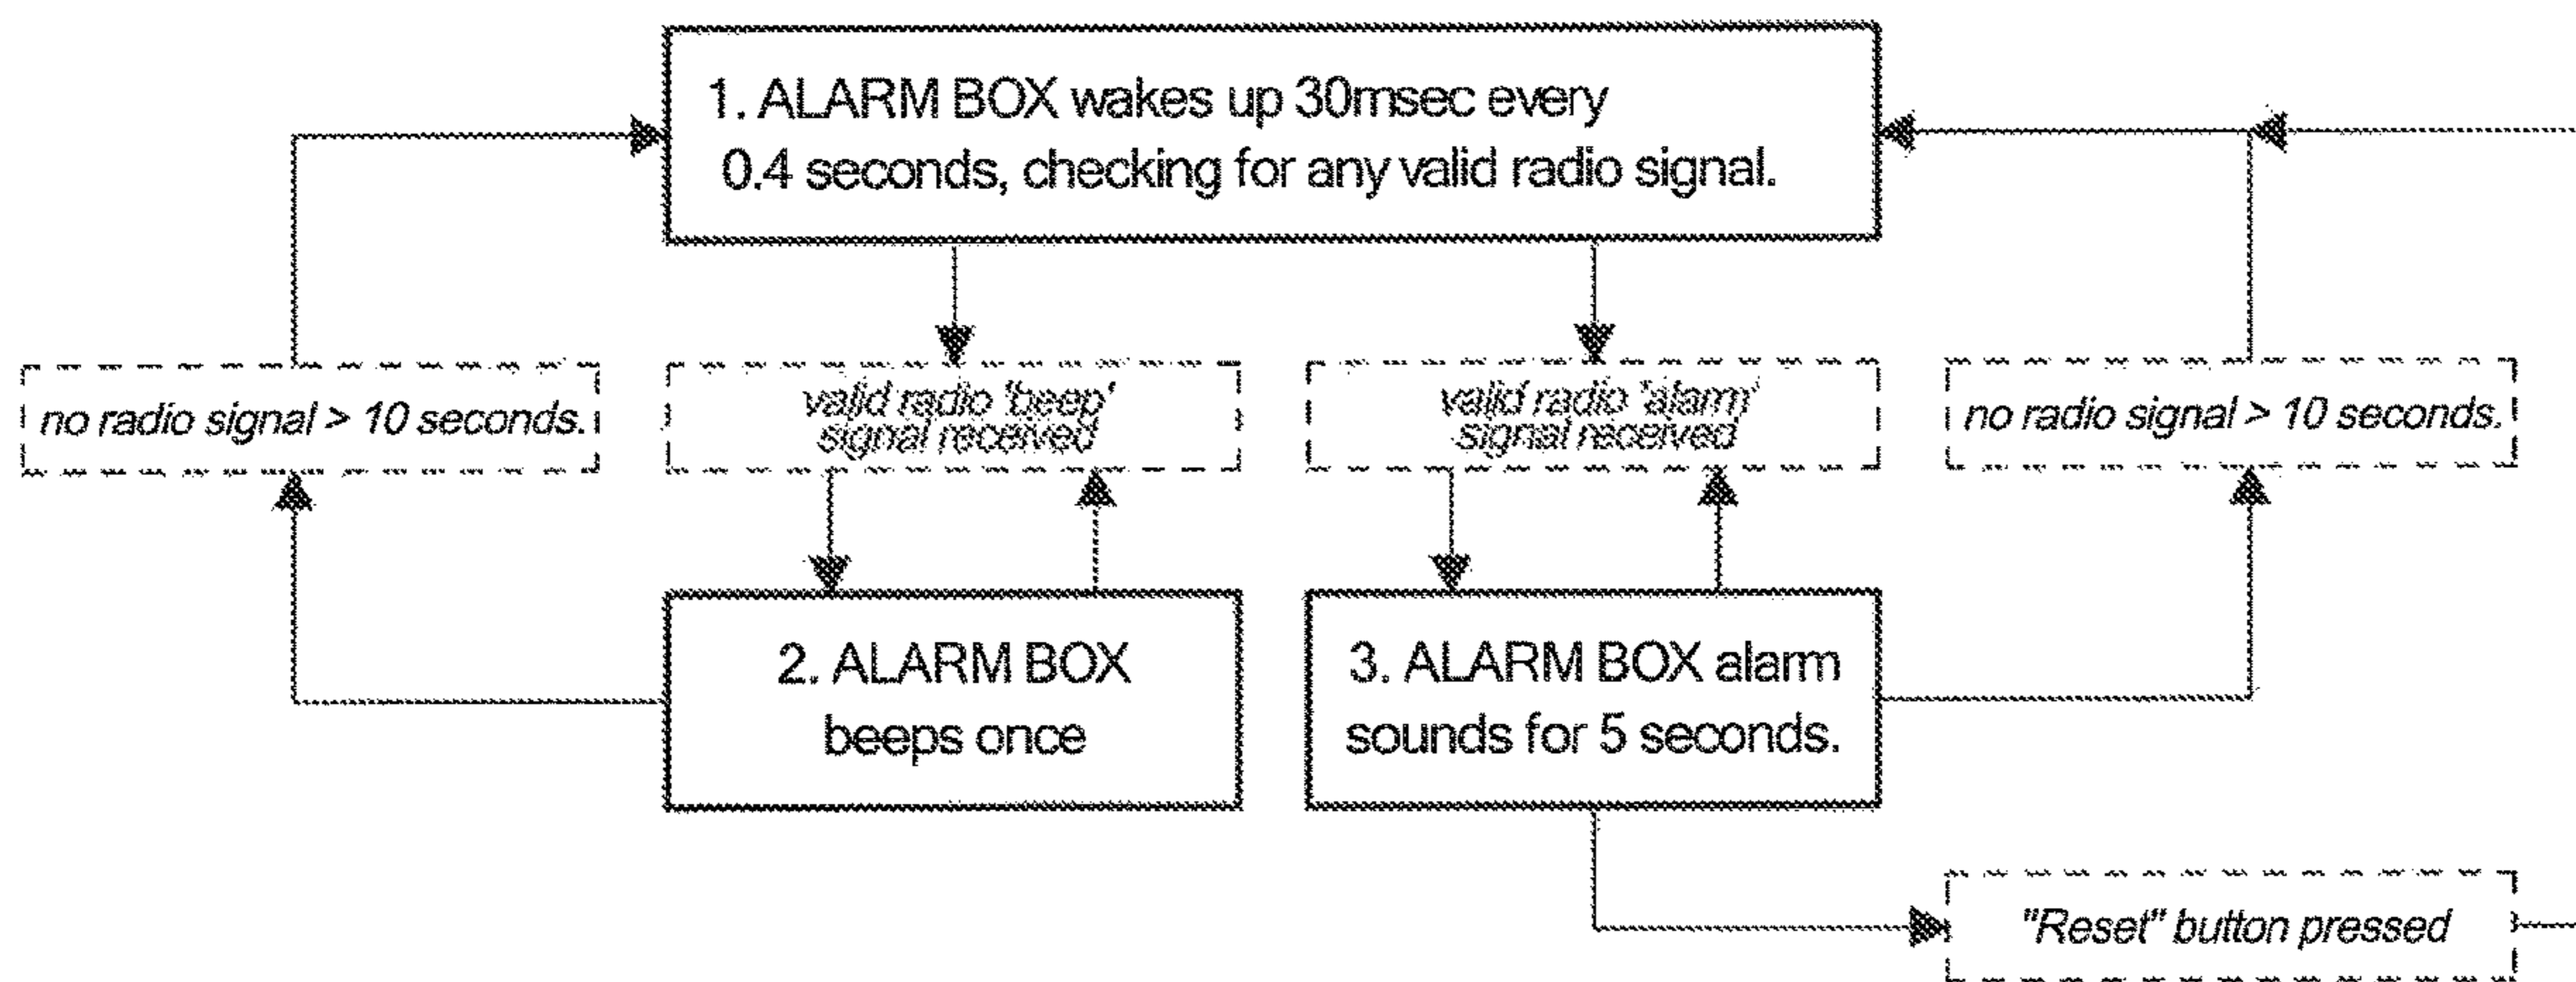 1. ALARM BOX wakes up 30msec every
0.4 seconds, checking for any valid radio signal.
no radio signal > 10 seconds.
valid radio 'beep'
signal received
valid radio 'alarm'
signal received
no radio signal > 10 seconds.
2. ALARM BOX
beeps once
3. ALARM BOX alarm
sounds for 5 seconds.
"Reset" button pressed